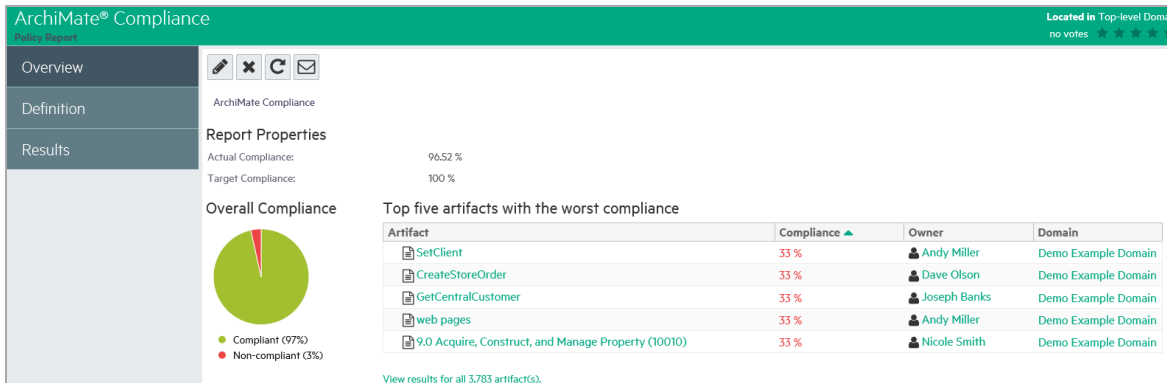 ArchiMate® Compliance
Policy Report
Located in Top-level
no votes
Overview
Definition
Results
ArchiMate Compliance
Report Properties
Actual Compliance: 96.52 %
Target Compliance: 100 %
Overall Compliance
Compliant (97%)
Non-compliant (3%)
Top five artifacts with the worst compliance
Artifact Compliance Owner Domain
SetClient 33 % Andy Miller Demo Example Domain
CreateStoreOrder 33 % Dave Olson Demo Example Domain
GetCentralCustomer 33 % Joseph Banks Demo Example Domain
web pages 33 % Andy Miller Demo Example Domain
9.0 Acquire, Construct, and Manage Property (10010) 33 % Nicole Smith Demo Example Domain
View results for all 3,783 artifact(s).